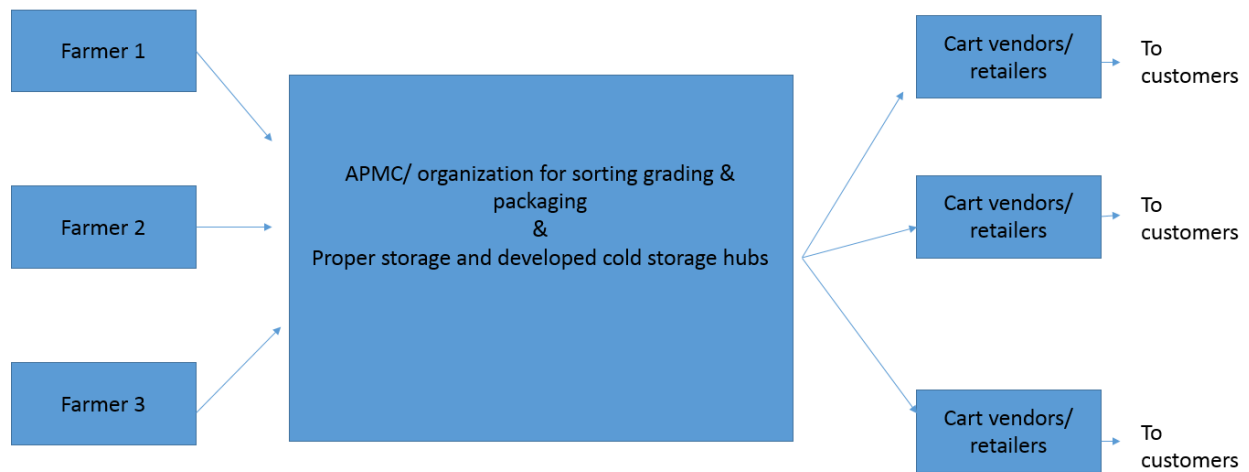 Farmer 1
Farmer 2
Farmer 3
APMC/ organization for sorting grading &
packaging
&
Proper storage and developed cold storage hubs
Cart vendors/
retailers
To
customers
Cart vendors/
retailers
To
customers
Cart vendors/
retailers
To
customers